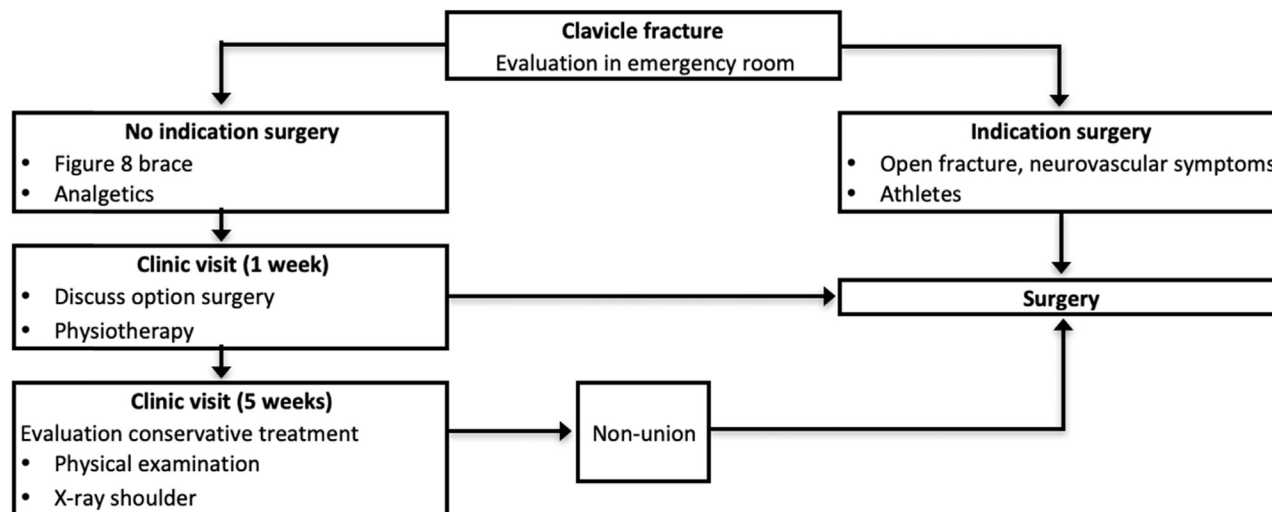 Clavicle fracture
Evaluation in emergency room
No indication surgery
• Figure 8 brace
• Analgetics
Indication surgery
• Open fracture, neurovascular symptoms
• Athletes
Clinic visit (1 week)
• Discuss option surgery
• Physiotherapy
Surgery
Clinic visit (5 weeks)
Evaluation conservative treatment
• Physical examination
• X-ray shoulder
Non-union